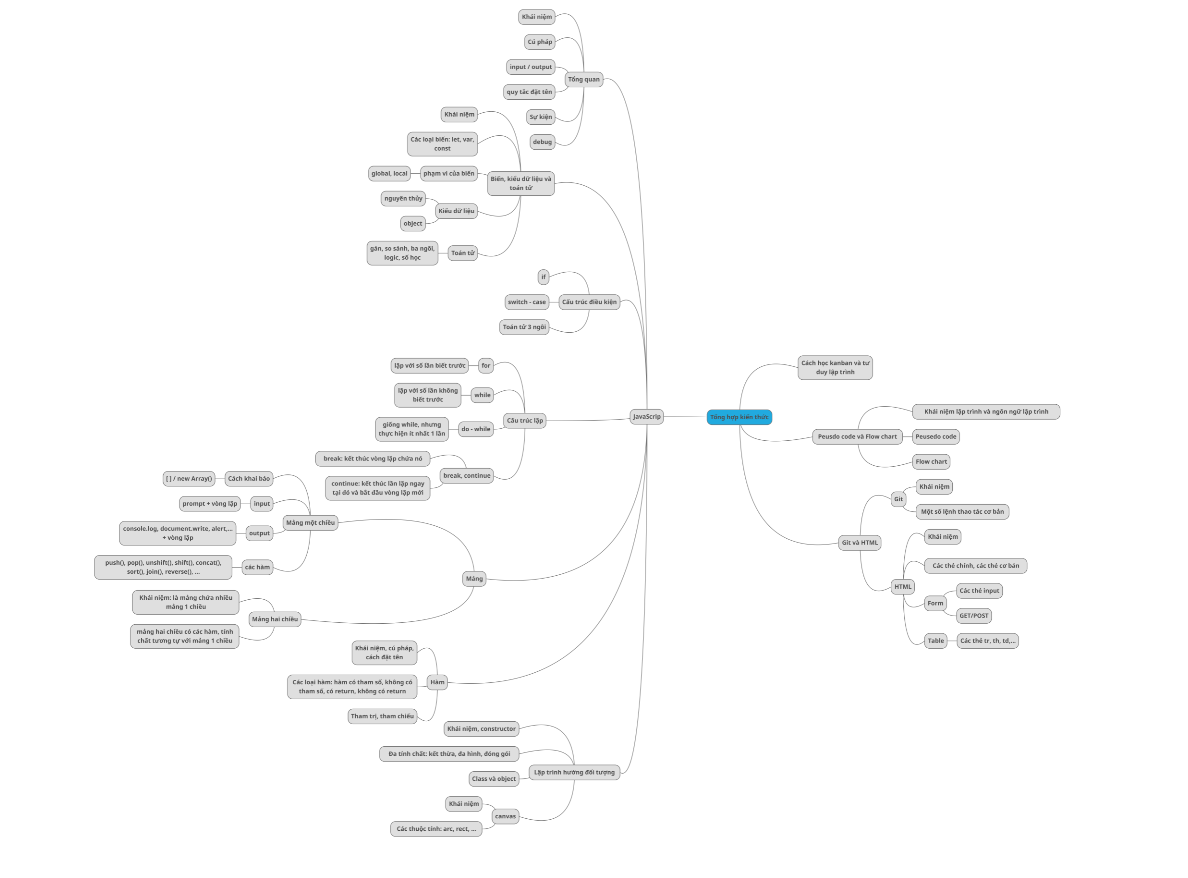 Tổng hợp kiến thức
JavaScrip
Tổng quan
Khái niệm
Cú pháp
input / output
quy tắc đặt tên
Sự kiện
debug
Biến, kiểu dữ liệu và
toán tử
Khái niệm
Các loại biến: let, var,
const
phạm vi của biến
global, local
Kiểu dữ liệu
nguyên thủy
object
Toán tử
gán, so sánh, ba ngôi,
logic, số học
Cấu trúc điều kiện
if
switch - case
Toán tử 3 ngôi
Cấu trúc lặp
for
lặp với số lần biết trước
while
lặp với số lần không
biết trước
do - while
giống while, nhưng
thực hiện ít nhất 1 lần
break, continue
break: kết thúc vòng lặp chứa nó
continue: kết thúc lần lặp ngay
tại đó và bắt đầu vòng lặp mới
Mảng
Mảng một chiều
Cách khai báo
[ ] / new Array()
input
prompt + vòng lặp
output
console.log, document.write, alert,...
+ vòng lặp
các hàm
push(), pop(), unshift(), shift(), concat(),
sort(), join(), reverse(), ...
Mảng hai chiều
Khái niệm: là mảng chứa nhiều
mảng 1 chiều
mảng hai chiều có các hàm, tính
chất tương tự với mảng 1 chiều
Hàm
Khái niệm, cú pháp,
cách đặt tên
Các loại hàm: hàm có tham số, không có
tham số, có return, không có return
Tham trị, tham chiếu
Lập trình hướng đối tượng
Khái niệm, constructor
Đa tính chất: kết thừa, đa hình, đóng gói
Class và object
canvas
Khái niệm
Các thuộc tính: arc, rect, ...
Cách học kanban và tư
duy lập trình
Peusdo code và Flow chart
Khái niệm lập trình và ngôn ngữ lập trình
Peusedo code
Flow chart
Git và HTML
Git
Khái niệm
Một số lệnh thao tác cơ bản
HTML
Khái niệm
Các thẻ chính, các thẻ cơ bản
Form
Các thẻ input
GET/POST
Table
Các thẻ tr, th, td,...